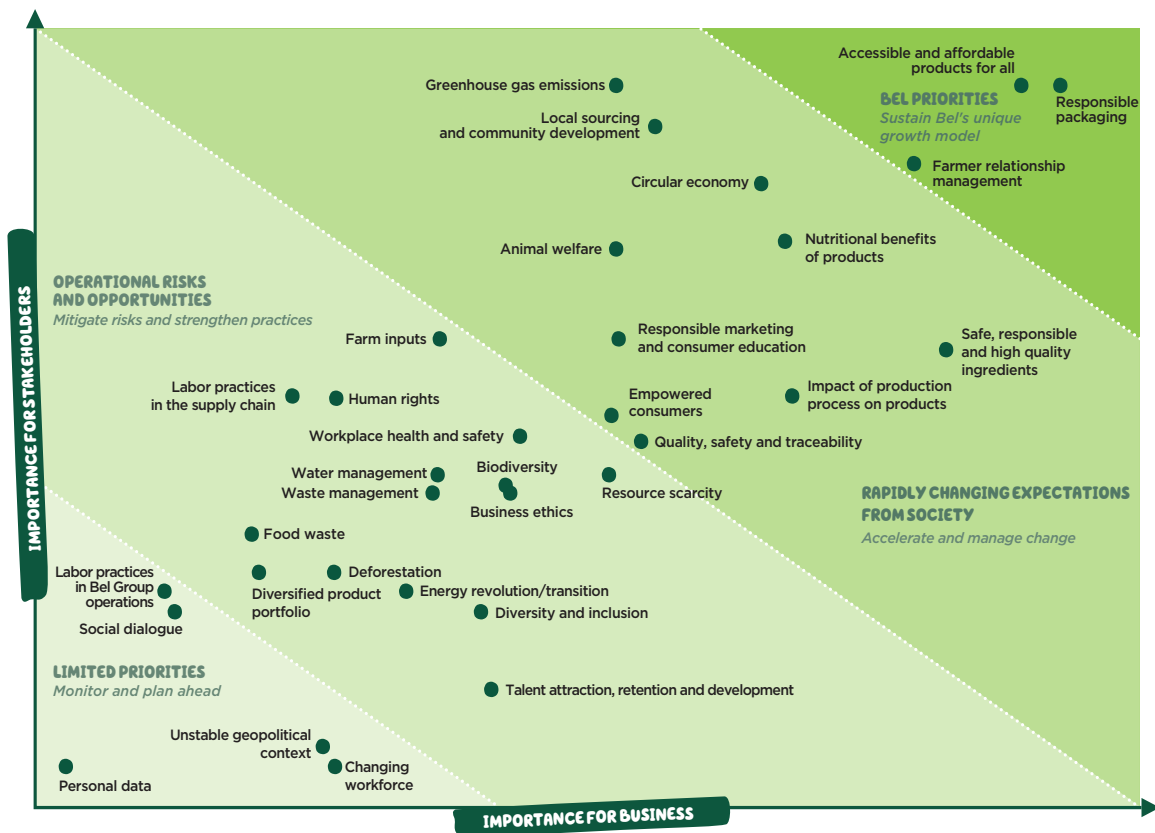 Accessible and affordable
products for all
Greenhouse gas emissions
BEL PRIORITIES
Sustain Bel's unique
growth model
Responsible
packaging
Local sourcing
and community development
Farmer relationship
management
Circular economy
Nutritional benefits
of products
Animal welfare
OPERATIONAL RISKS
AND OPPORTUNITIES
Mitigate risks and strengthen practices
Farm inputs
Responsible marketing
and consumer education
Safe, responsible
and high quality
ingredients
Labor practices
in the supply chain
Human rights
Empowered
consumers
Impact of production
process on products
Workplace health and safety
Quality, safety and traceability
Water management
Biodiversity
Waste management
Business ethics
Resource scarcity
RAPIDLY CHANGING EXPECTATIONS
FROM SOCIETY
Accelerate and manage change
Food waste
Labor practices
in Bel Group
operations
Deforestation
Diversified product
portfolio
Energy revolution/transition
Social dialogue
Diversity and inclusion
LIMITED PRIORITIES
Monitor and plan ahead
Talent attraction, retention and development
Unstable geopolitical
context
Changing
workforce
Personal data
IMPORTANCE FOR STAKEHOLDERS
IMPORTANCE FOR BUSINESS